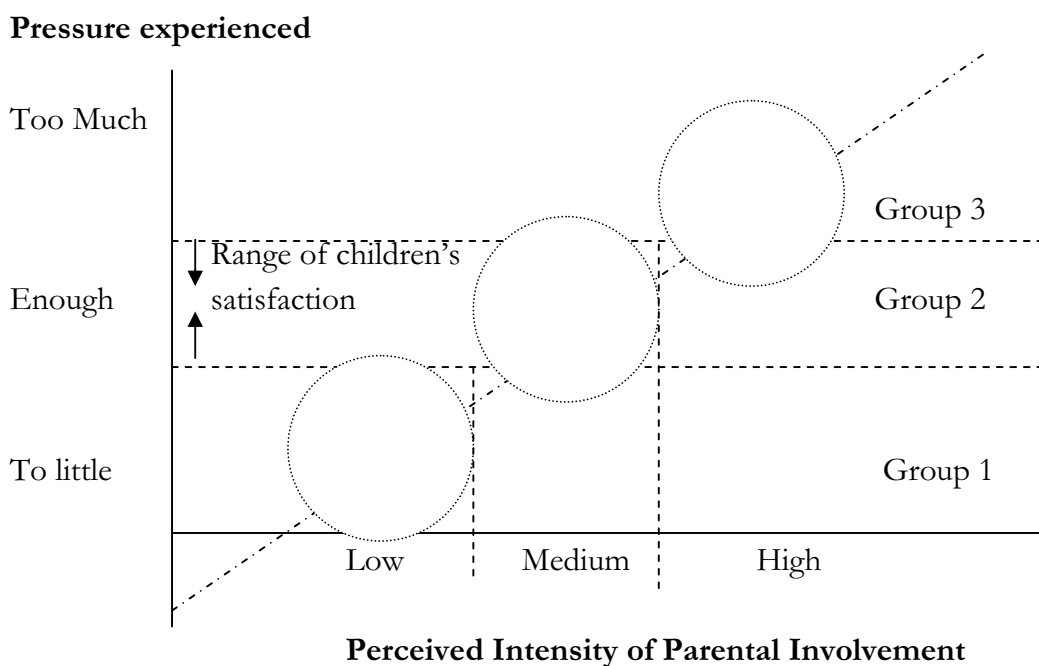 Pressure experienced
Too Much
Group 3
Range of children's
satisfaction
Enough
Group 2
To little
Group 1
Low Medium High
Perceived Intensity of Parental Involvement